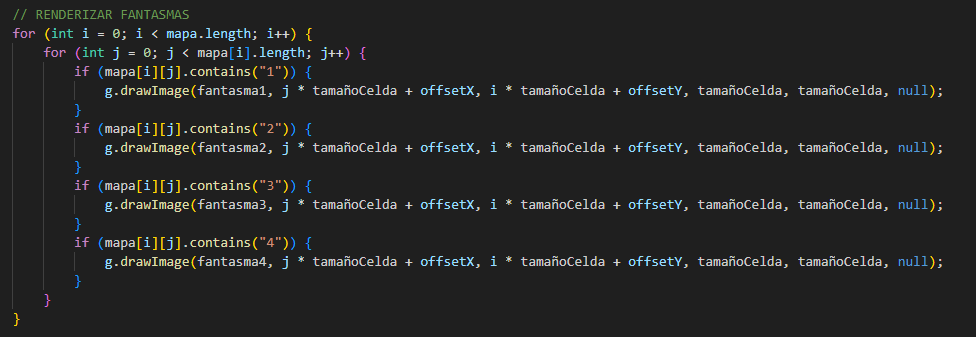 // RENDERIZAR FANTASMAS
for (int i = 0; i < mapa.length; i++) {
    for (int j = 0; j < mapa[i].length; j++) {
        if (mapa[i][j].contains("1")) {
            g.drawImage(fantasma1, j * tamañoCelda + offsetX, i * tamañoCelda + offsetY, tamañoCelda, tamañoCelda, null);
        }
        if (mapa[i][j].contains("2")) {
            g.drawImage(fantasma2, j * tamañoCelda + offsetX, i * tamañoCelda + offsetY, tamañoCelda, tamañoCelda, null);
        }
        if (mapa[i][j].contains("3")) {
            g.drawImage(fantasma3, j * tamañoCelda + offsetX, i * tamañoCelda + offsetY, tamañoCelda, tamañoCelda, null);
        }
        if (mapa[i][j].contains("4")) {
            g.drawImage(fantasma4, j * tamañoCelda + offsetX, i * tamañoCelda + offsetY, tamañoCelda, tamañoCelda, null);
        }
    }
}